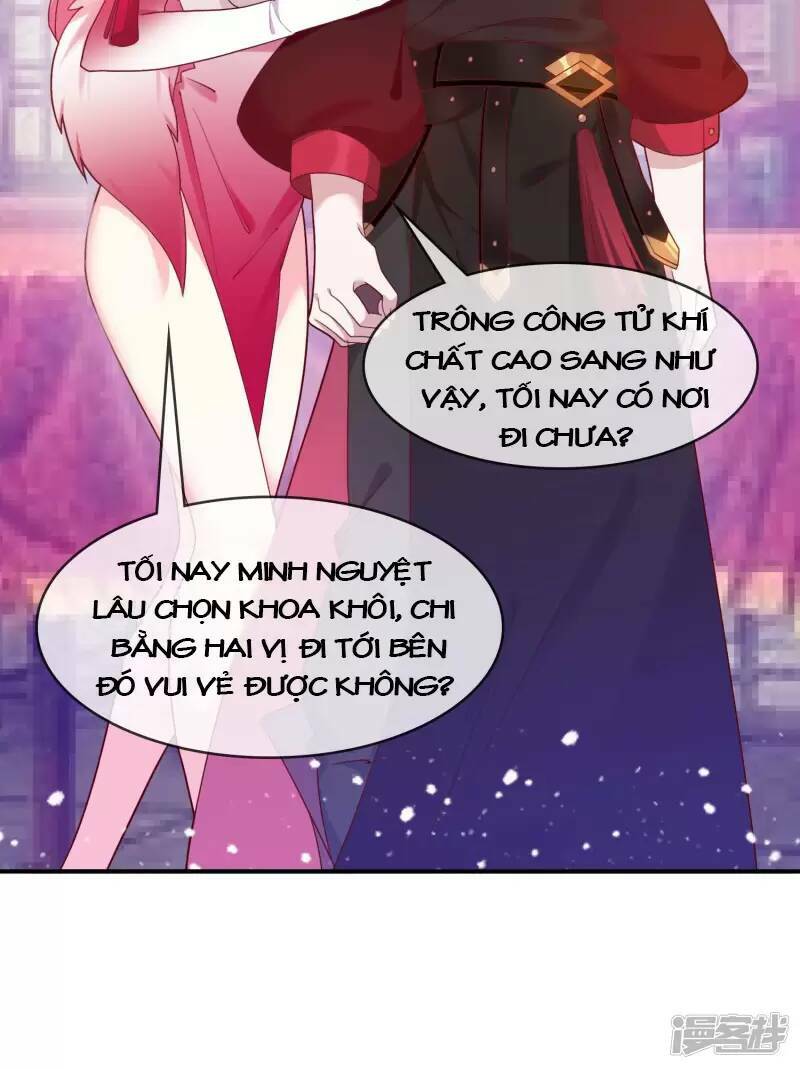 TRÔNG CÔNG TỬ KHÍ
CHẤT CAO SANG NHƯ
VẬY, TỐI NAY CÓ NƠI
ĐI CHƯA?
TỐI NAY MINH NGUYỆT
LÂU CHỌN KHOA KHÔI, CHI
BẰNG HAI VỊ ĐI TỚI BÊN
ĐÓ VUI VẺ ĐƯỢC KHÔNG?
漫客栈